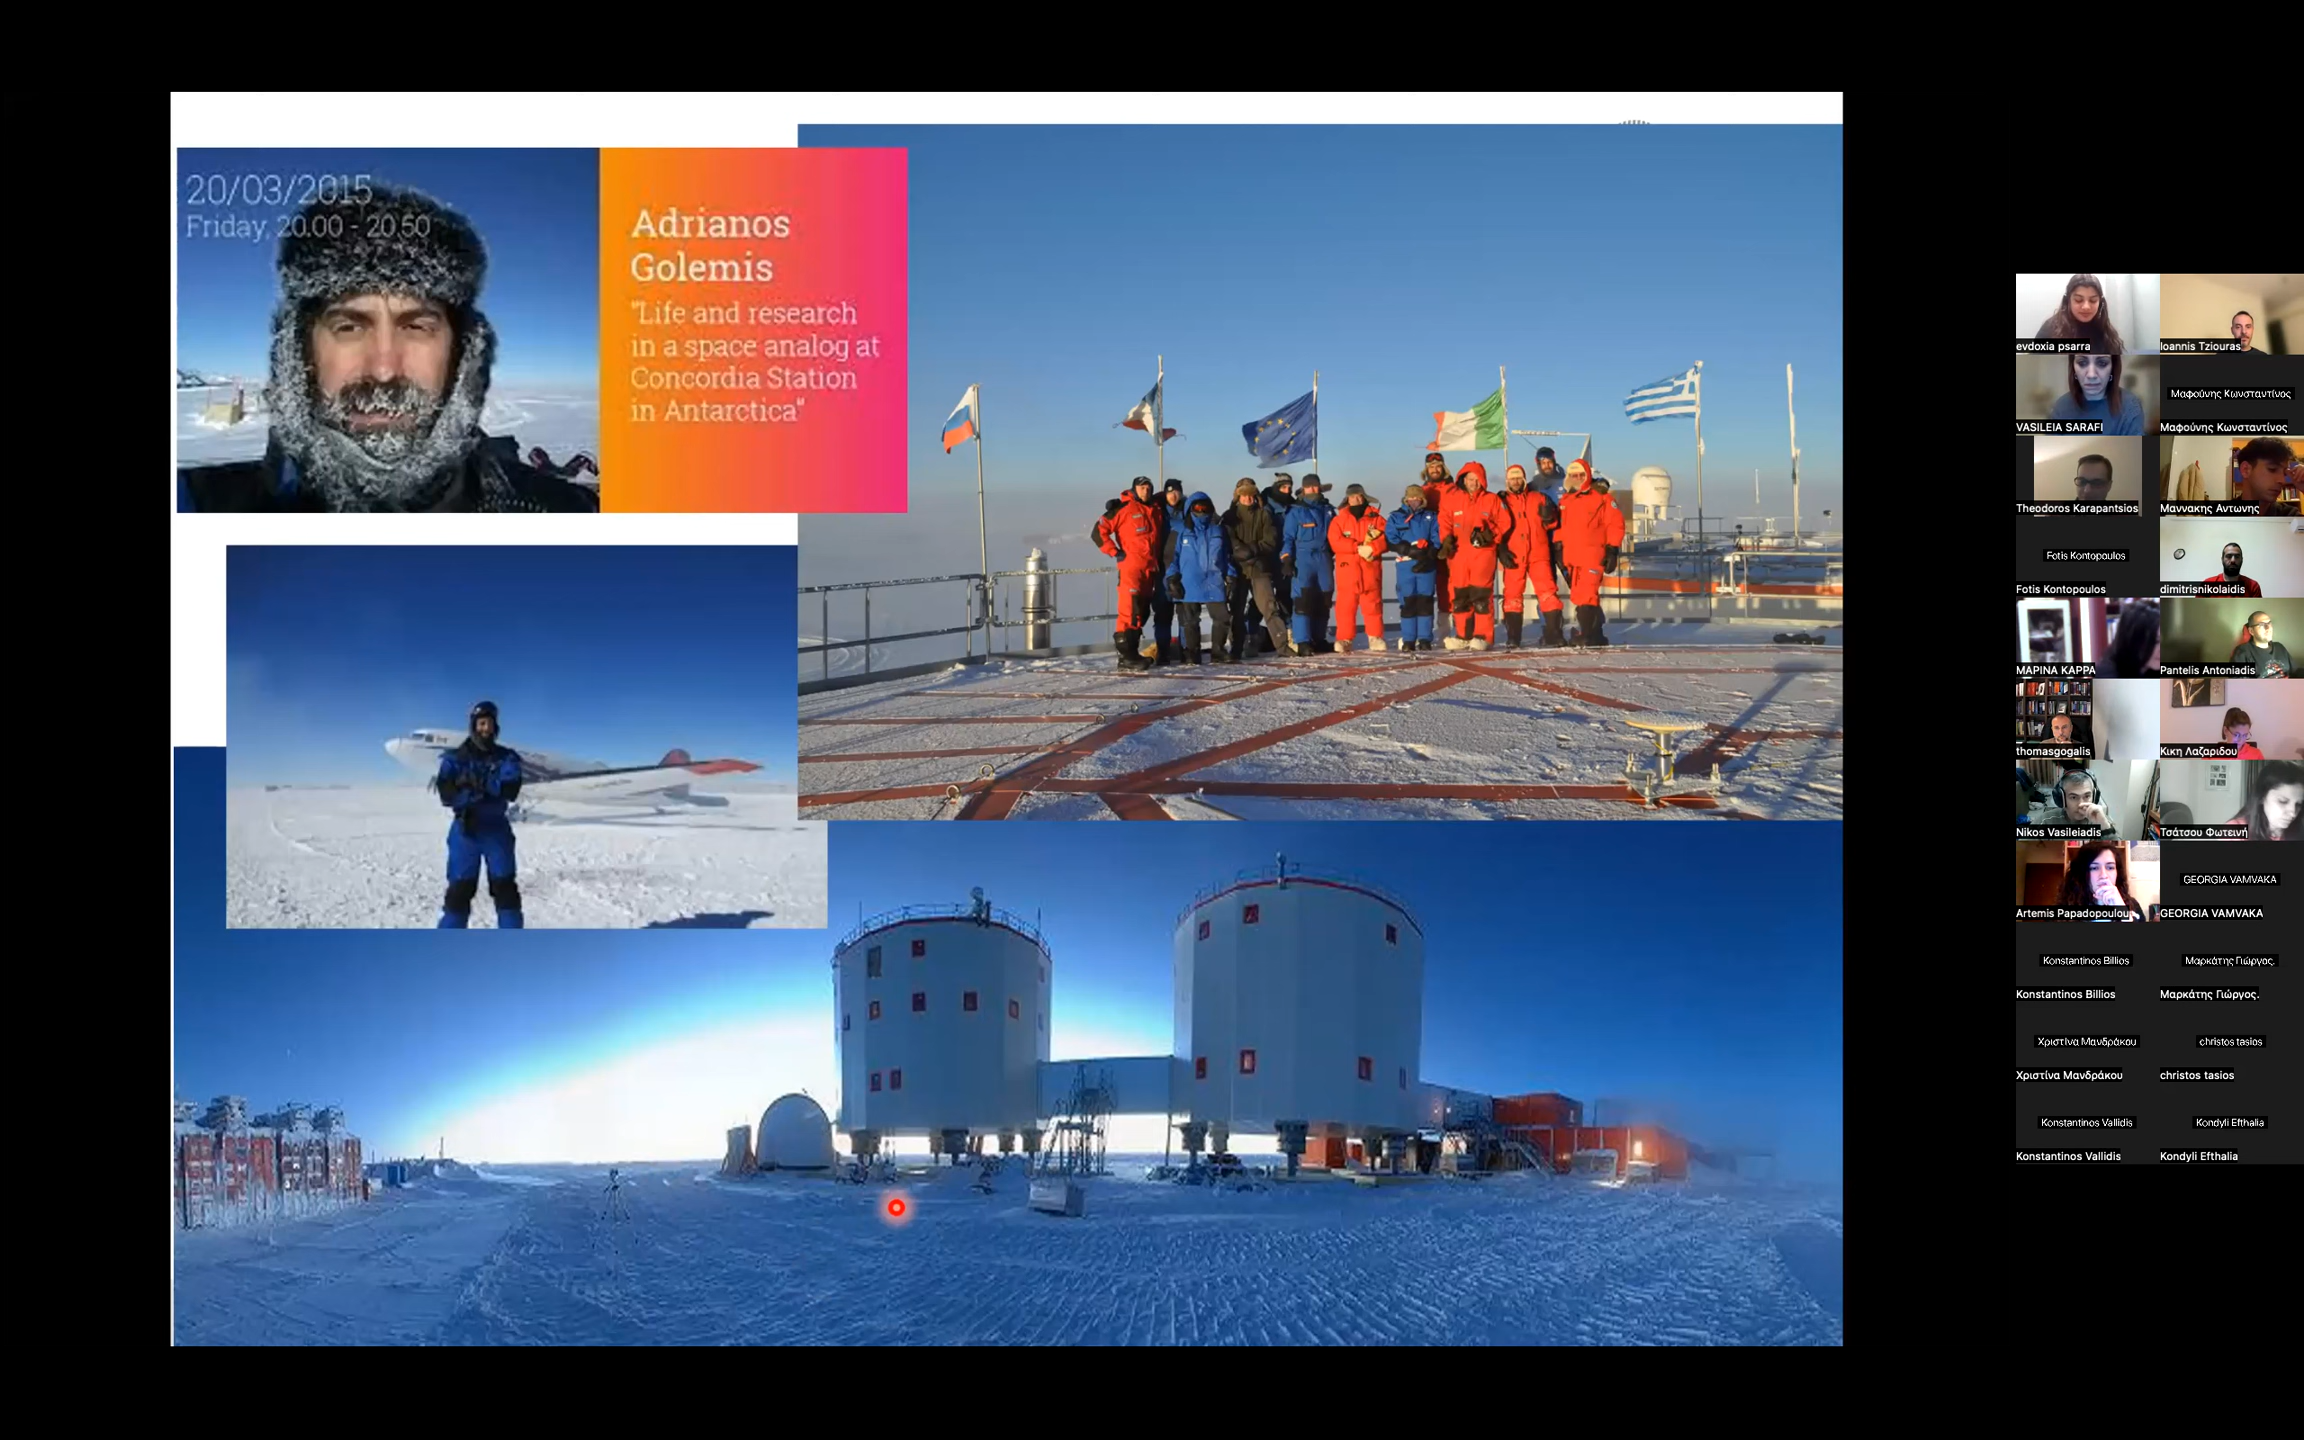 20/03/2015
Friday, 20.00 - 20.50
Adrianos
Golemis
"Life and research
in a space analog at
Concordia Station
in Antarctica"
evdoxia psarra
Ioannis Tziouras
VASILEIA SARAFI
Μαφούνης Κωνσταντίνος
Μαφούνης Κωνσταντίνος
Theodoros Karapantsios
Μαννακης Αντωνης
Fotis Kontopoulos
Fotis Kontopoulos
dimitrisnikolaidis
ΜΑΡΙΝΑ ΚΑΡΡΑ
Pantelis Antoniadis
thomasgogalis
Κικη Λαζαριδου
Nikos Vasileiadis
Τσάτσου Φωτεινή
Artemis Papadopoulou
GEORGIA VAMVAKA
GEORGIA VAMVAKA
Konstantinos Billios
Konstantinos Billios
Μαρκάτης Γιώργος.
Μαρκάτης Γιώργος.
Χριστίνα Μανδράκου
Χριστίνα Μανδράκου
christos tasios
christos tasios
Konstantinos Vallidis
Konstantinos Vallidis
Kondyli Efthalia
Kondyli Efthalia